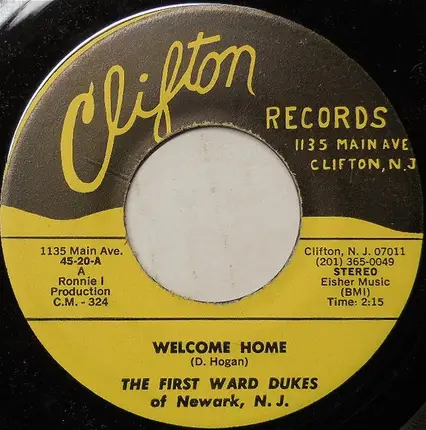 Clifton
RECORDS
1135 MAIN AVE
CLIFTON, N.J
1135 Main Ave.
45-20-A
A
Ronnie I
Production
C.M. - 324
Clifton, N. J. 07011
(201) 365-0049
STEREO
Eisher Music
(BMI)
Time: 2:15
WELCOME HOME
(D. Hogan)
THE FIRST WARD DUKES
of Newark, N. J.